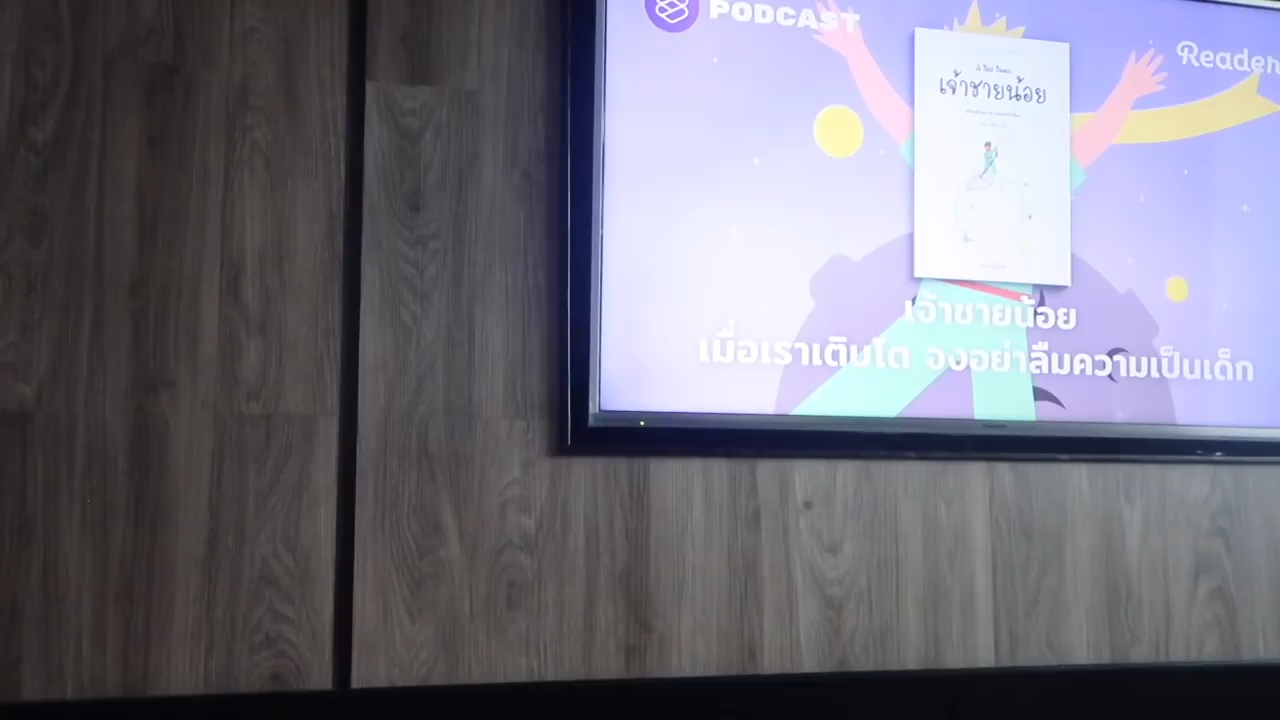 PODCAST
Reader
เจ้าชายน้อย
เจ้าชายน้อย
เมื่อเราเติบโต จงอย่าลืมความเป็นเด็ก